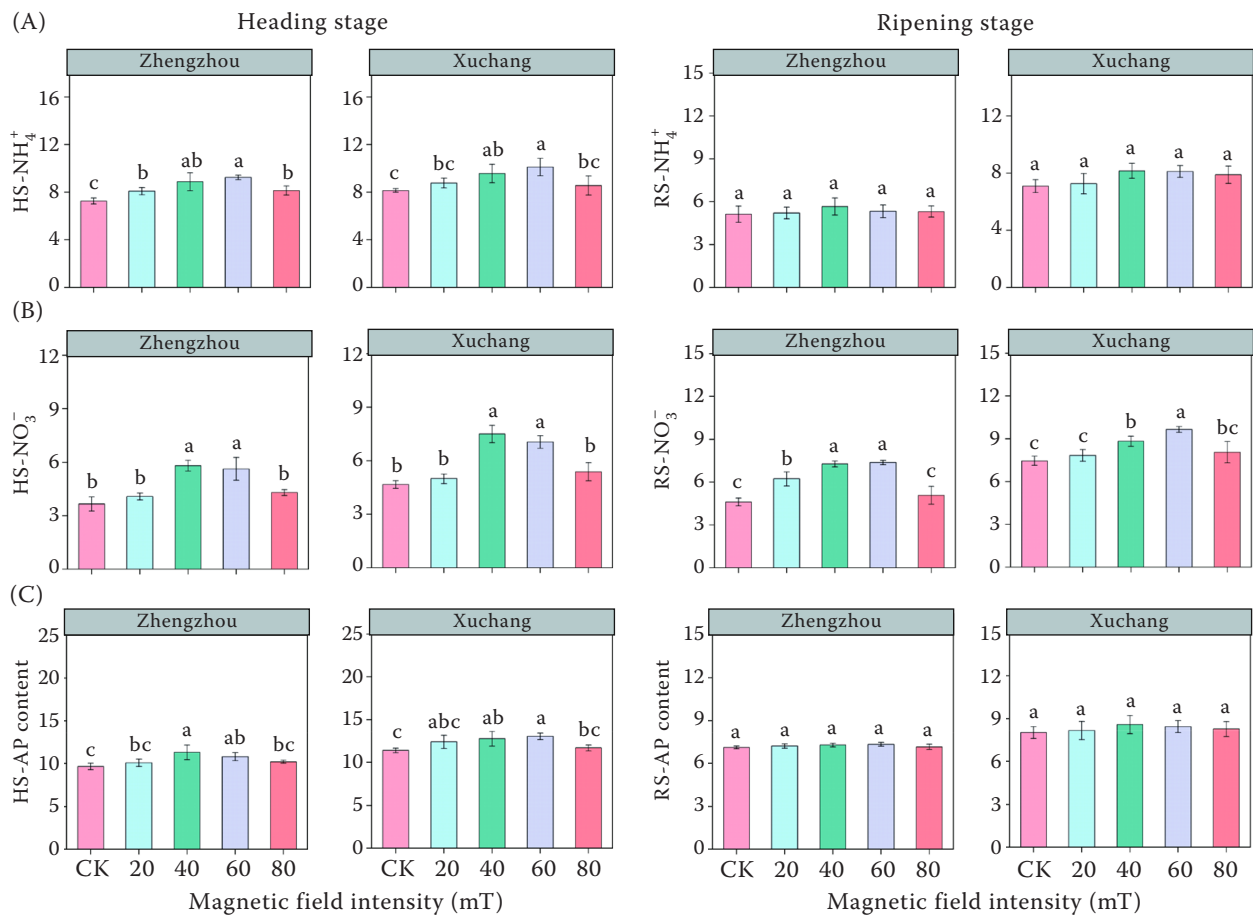 (A)
Heading stage
Ripening stage
Zhengzhou
Xuchang
Zhengzhou
Xuchang
HS-NH₄⁺
16
12
8
4
0
c
b
ab
a
b
16
12
8
4
0
c
bc
ab
a
bc
RS-NH₄⁺
15
12
9
6
3
0
a
a
a
a
a
12
8
4
0
a
a
a
a
a
(B)
Zhengzhou
Xuchang
Zhengzhou
Xuchang
HS-NO₃⁻
12
9
6
3
0
b
b
a
a
b
12
9
6
3
0
b
b
a
a
b
RS-NO₃⁻
15
12
9
6
3
0
c
b
a
a
c
15
12
9
6
3
0
c
c
b
a
bc
(C)
Zhengzhou
Xuchang
Zhengzhou
Xuchang
HS-AP content
25
20
15
10
5
0
c
bc
a
ab
bc
25
20
15
10
5
0
c
abc
ab
a
bc
RS-AP content
15
12
9
6
3
0
a
a
a
a
a
15
12
9
6
3
0
a
a
a
a
a
CK 20 40 60 80
CK 20 40 60 80
CK 20 40 60 80
CK 20 40 60 80
Magnetic field intensity (mT)
Magnetic field intensity (mT)